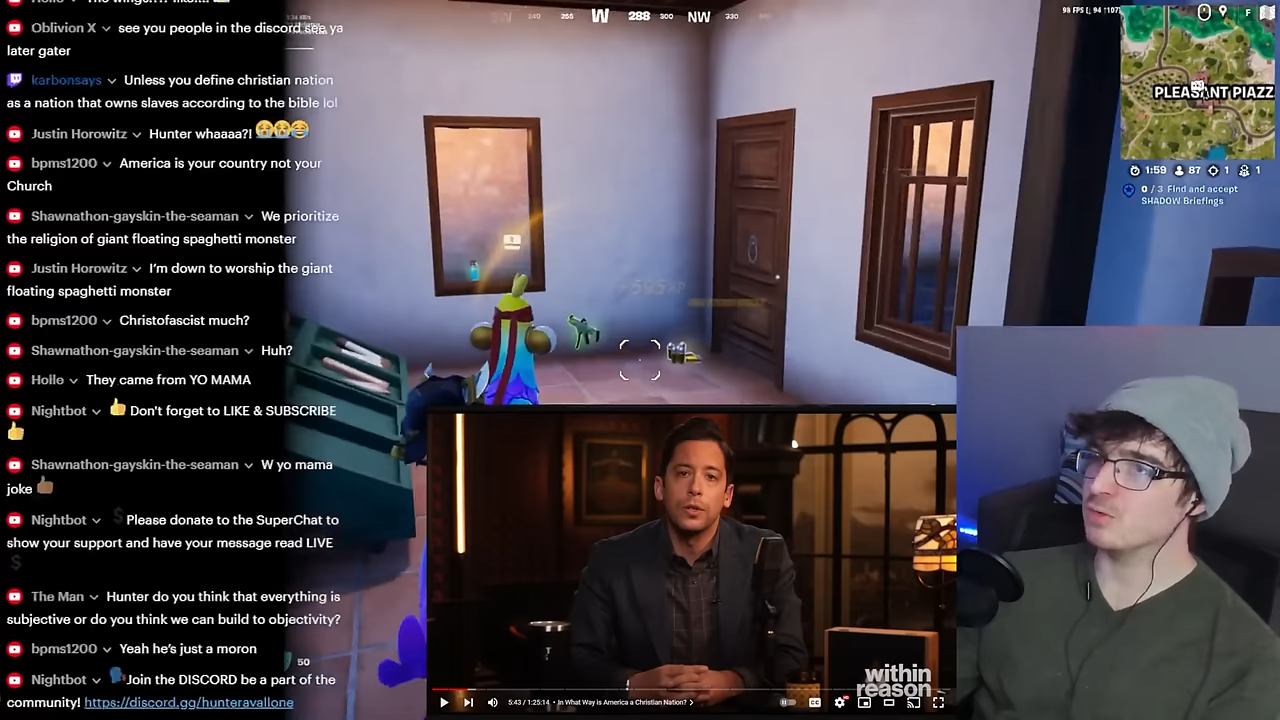 Oblivion X see you people in the discord see ya
later gater
karbonsays Unless you define christian nation
as a nation that owns slaves according to the bible lol
Justin Horowitz Hunter whaaaa?! 😭😭😂
bpms1200 America is your country not your
Church
Shawnathon-gayskin-the-seaman We prioritize
the religion of giant floating spaghetti monster
Justin Horowitz I'm down to worship the giant
floating spaghetti monster
bpms1200 Christofascist much?
Shawnathon-gayskin-the-seaman Huh?
Holle They came from YO MAMA
Nightbot 👍 Don't forget to LIKE & SUBSCRIBE
👍
Shawnathon-gayskin-the-seaman W yo mama
joke 👍🏾
Nightbot $ Please donate to the SuperChat to
show your support and have your message read LIVE
$
The Man Hunter do you think that everything is
subjective or do you think we can build to objectivity?
bpms1200 Yeah he's just a moron
Nightbot 🗣Join the DISCORD be a part of the
community! https://discord.gg/hunteravallone
240 255 W 288 300 NW 330
98 FPS
F
PLEASANT PIAZZ
1:59 87 1 1
0 / 3 Find and accept
SHADOW Briefings
+595 XP
50
within
reason
5:43 / 1:25:14 • In What Way is America a Christian Nation? >